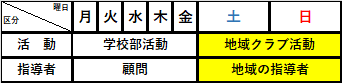 曜日
区分
月 火 水 木 金 土 日
活　動 学校部活動 地域クラブ活動
指導者 顧問 地域の指導者